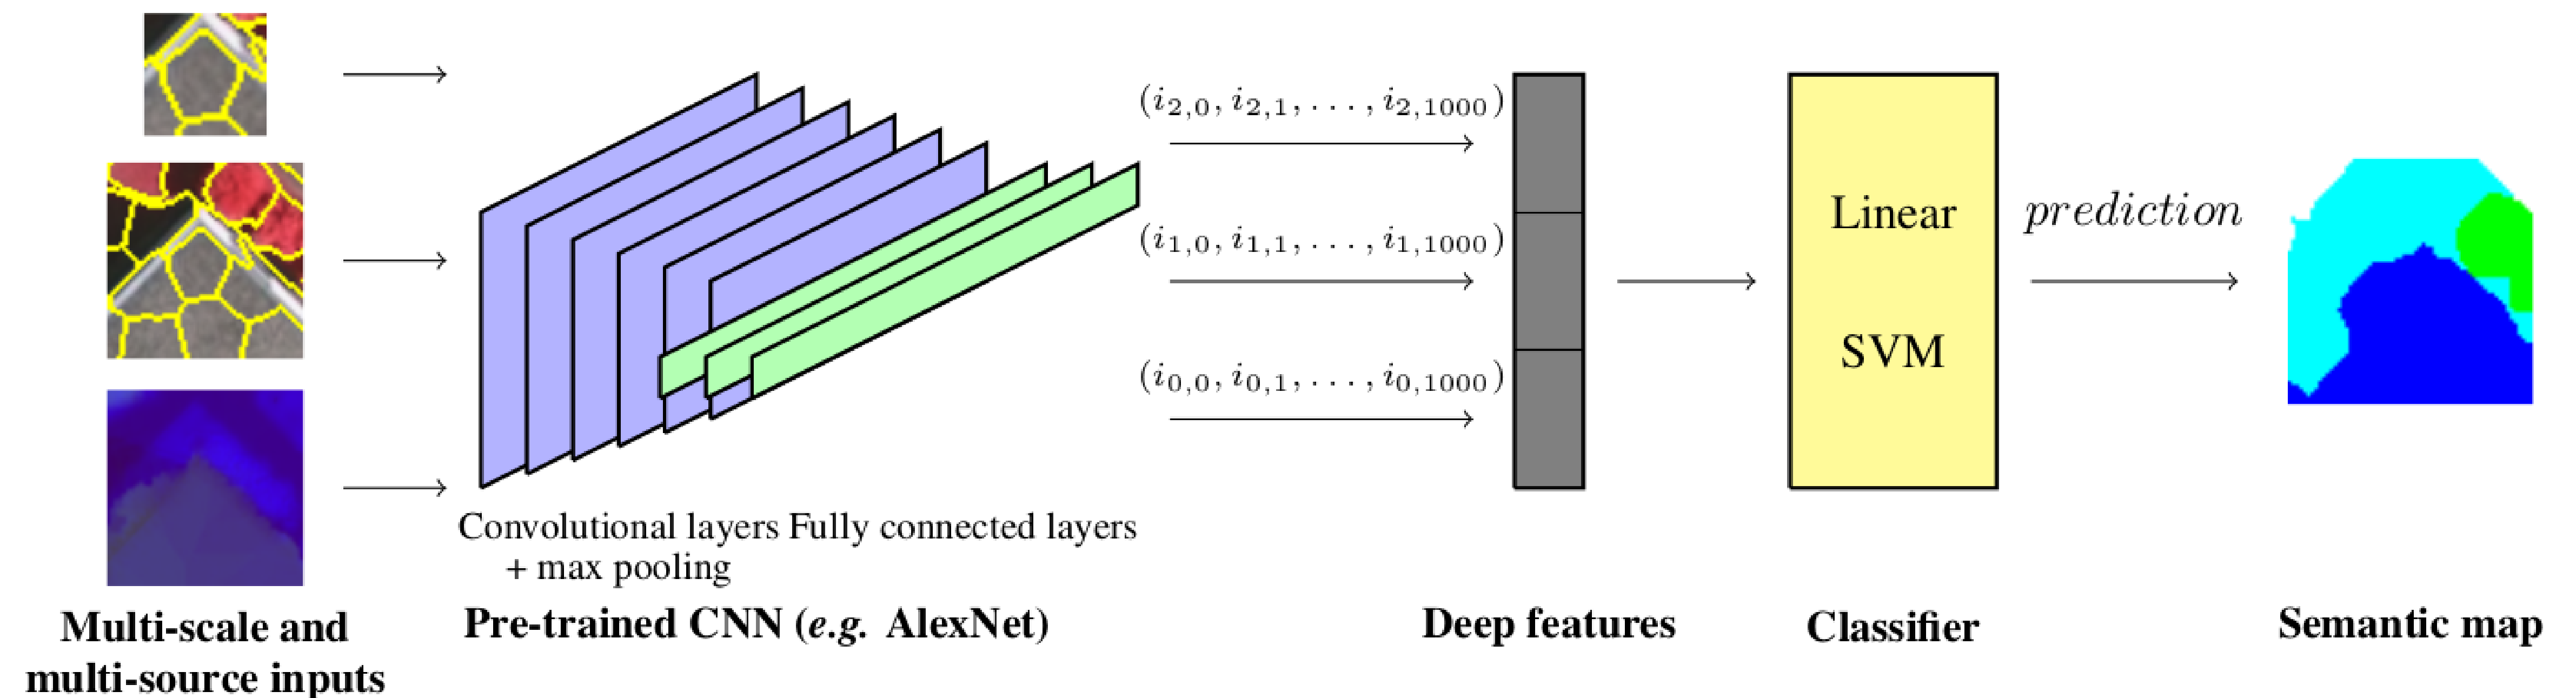 (i_{2,0}, i_{2,1}, . . . , i_{2,1000})
(i_{1,0}, i_{1,1}, . . . , i_{1,1000})
(i_{0,0}, i_{0,1}, . . . , i_{0,1000})
Linear
SVM
prediction
Convolutional layers
+ max pooling
Fully connected layers
Multi-scale and
multi-source inputs
Pre-trained CNN (e.g. AlexNet)
Deep features
Classifier
Semantic map